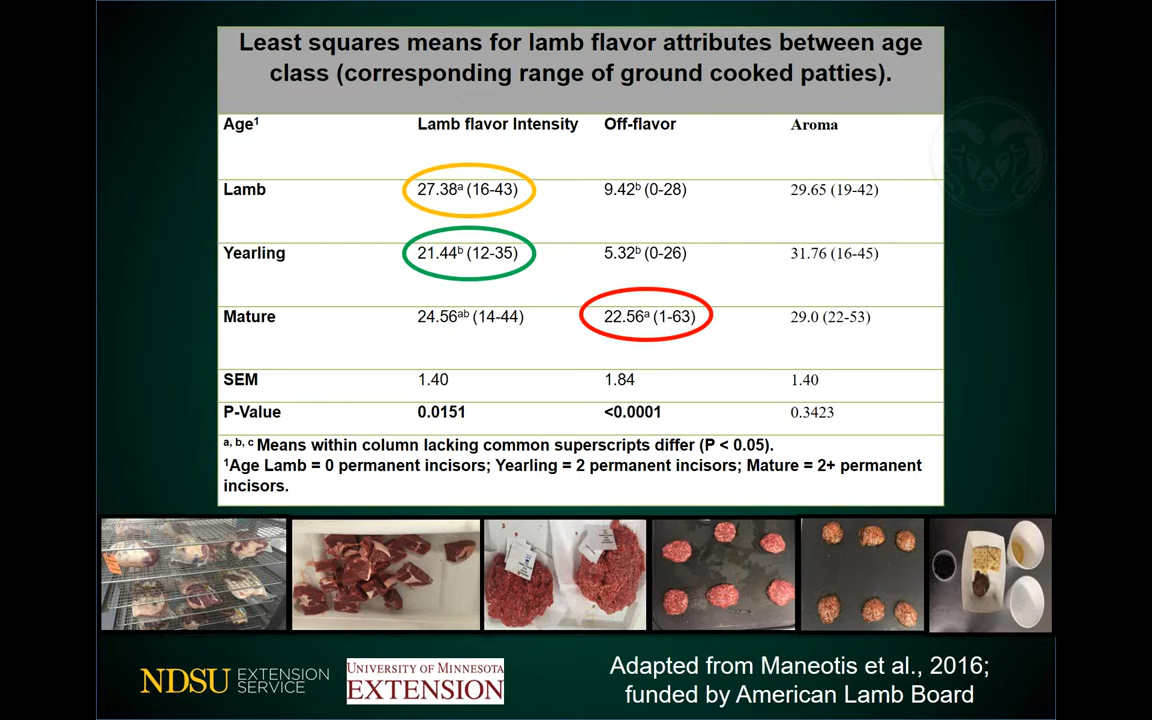 Least squares means for lamb flavor attributes between age
class (corresponding range of ground cooked patties).
Age¹ Lamb flavor Intensity Off-flavor Aroma
Lamb 27.38ᵃ (16-43) 9.42ᵇ (0-28) 29.65 (19-42)
Yearling 21.44ᵇ (12-35) 5.32ᵇ (0-26) 31.76 (16-45)
Mature 24.56ᵃᵇ (14-44) 22.56ᵃ (1-63) 29.0 (22-53)
SEM 1.40 1.84 1.40
P-Value 0.0151 <0.0001 0.3423
ᵃ, ᵇ, ᶜ Means within column lacking common superscripts differ (P < 0.05).
¹Age Lamb = 0 permanent incisors; Yearling = 2 permanent incisors; Mature = 2+ permanent
incisors.
NDSU EXTENSION
SERVICE
UNIVERSITY OF MINNESOTA
EXTENSION
Adapted from Maneotis et al., 2016;
funded by American Lamb Board